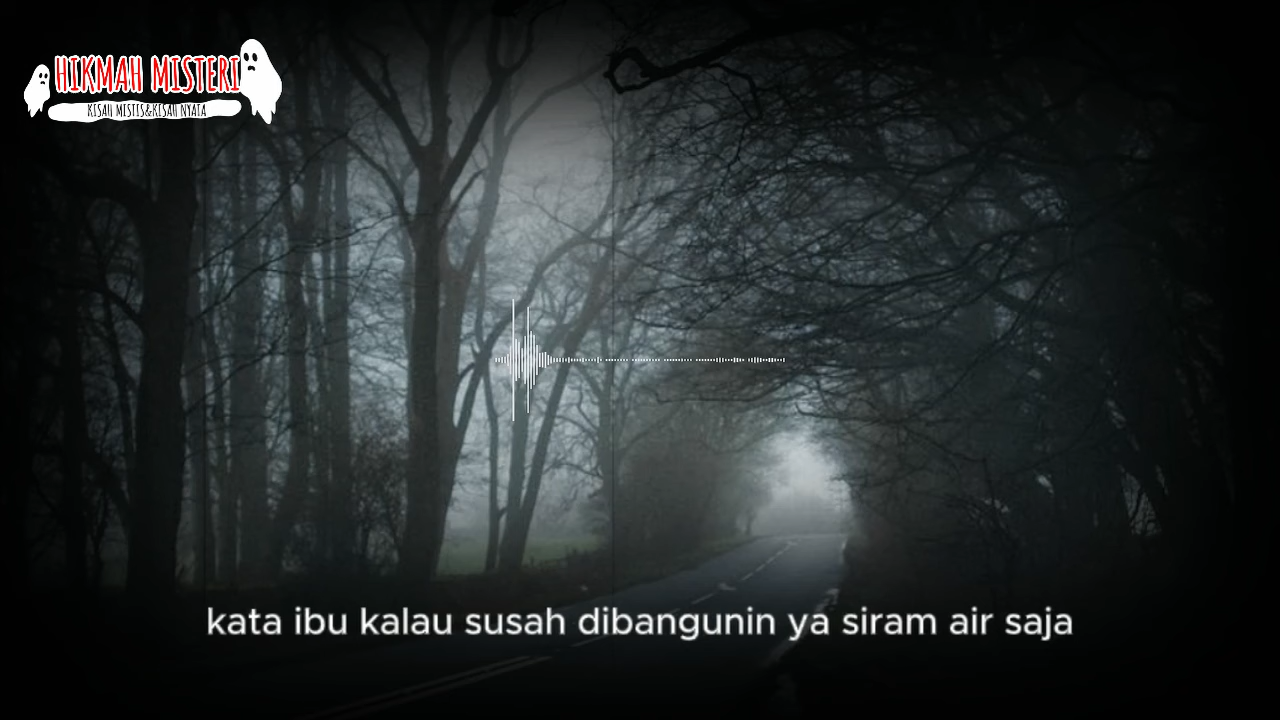 HIKMAH MISTERI
KISAH MISTIS&KISAH NYATA
kata ibu kalau susah dibangunin ya siram air saja